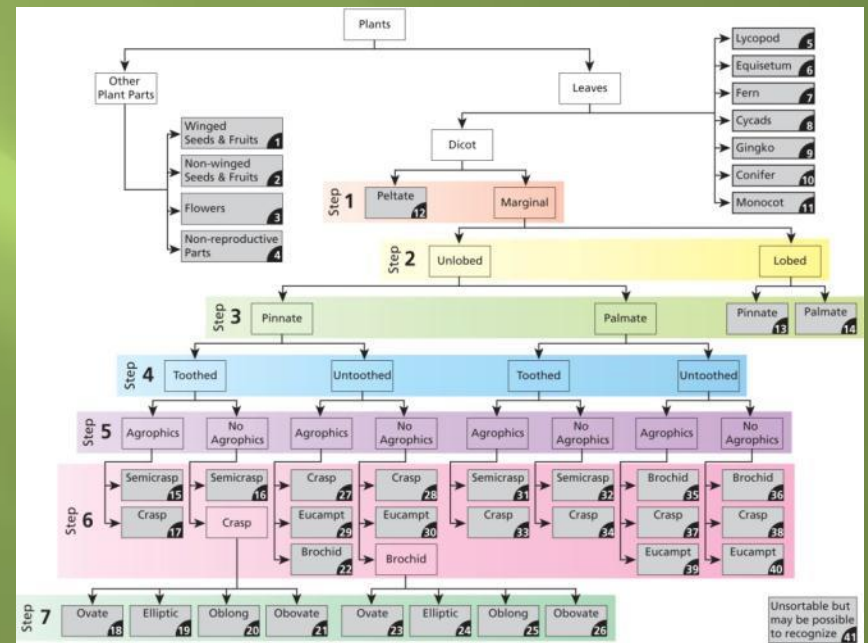 Plants
Other
Plant Parts
Leaves
Lycopod 5
Equisetum 6
Fern 7
Cycads 8
Gingko 9
Conifer 10
Monocot 11
Winged
Seeds & Fruits 1
Non-winged
Seeds & Fruits 2
Flowers 3
Non-reproductive
Parts 4
Dicot
Step 1
Peltate 12
Marginal
Step 2
Unlobed
Lobed
Step 3
Pinnate
Palmate
Pinnate 13
Palmate 14
Step 4
Toothed
Untoothed
Toothed
Untoothed
Step 5
Agrophics
No
Agrophics
Agrophics
No
Agrophics
Agrophics
No
Agrophics
Agrophics
No
Agrophics
Step 6
Semicrasp 15
Semicrasp 16
Crasp 27
Crasp 28
Semicrasp 31
Semicrasp 32
Brochid 35
Brochid 36
Crasp 17
Crasp
Eucampt 29
Eucampt 30
Crasp 33
Crasp 34
Crasp 37
Crasp 38
Brochid 22
Brochid
Eucampt 39
Eucampt 40
Step 7
Ovate 18
Elliptic 19
Oblong 20
Obovate 21
Ovate 23
Elliptic 24
Oblong 25
Obovate 26
Unsortable but
may be possible
to recognize 41